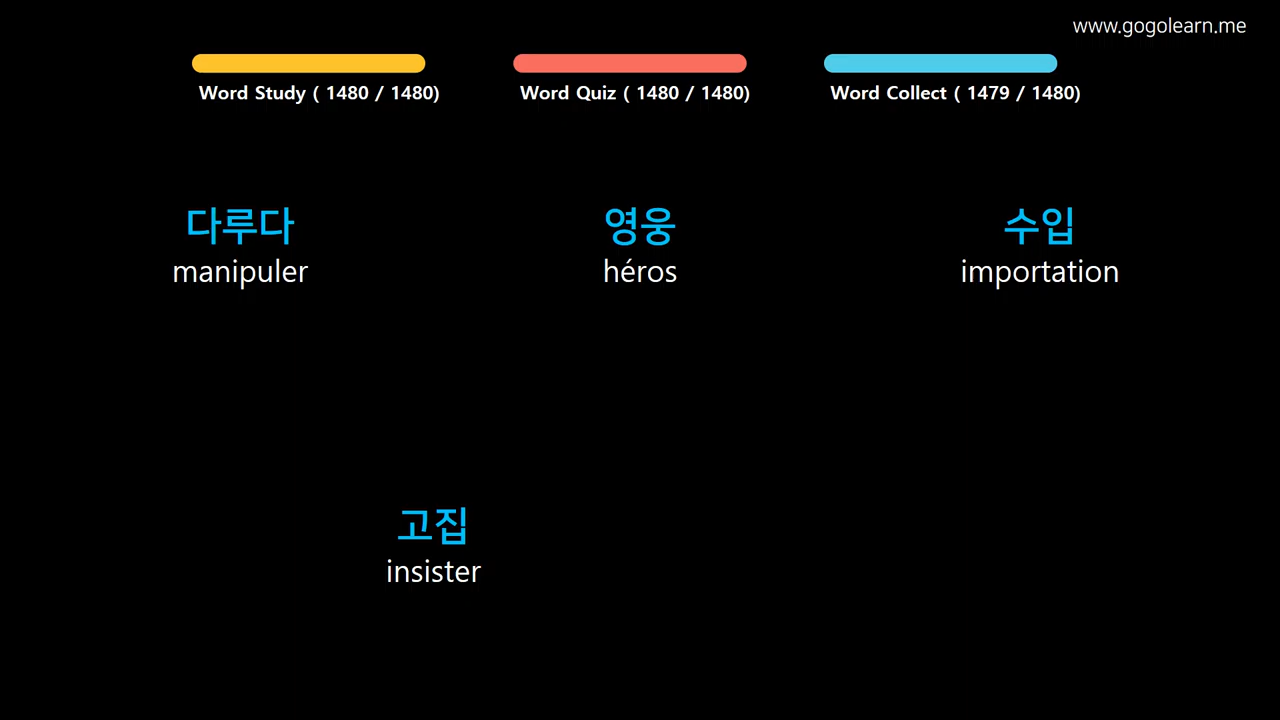 www.gogolearn.me
Word Study ( 1480 / 1480)
Word Quiz ( 1480 / 1480)
Word Collect ( 1479 / 1480)
다루다
manipuler
영웅
héros
수입
importation
고집
insister